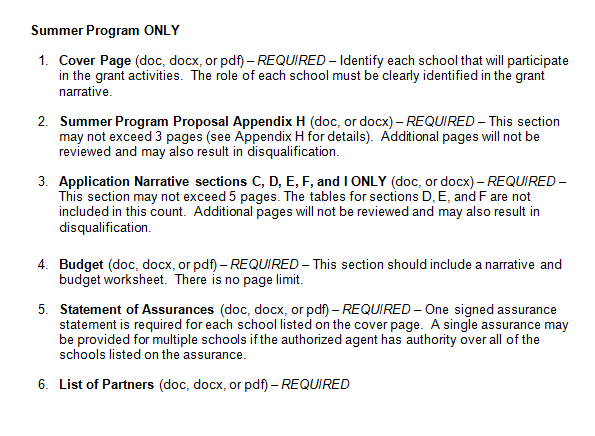 Summer Program ONLY
1. Cover Page (doc, docx, or pdf) – REQUIRED – Identify each school that will participate
in the grant activities. The role of each school must be clearly identified in the grant
narrative.
2. Summer Program Proposal Appendix H (doc, or docx) – REQUIRED – This section
may not exceed 3 pages (see Appendix H for details). Additional pages will not be
reviewed and may also result in disqualification.
3. Application Narrative sections C, D, E, F, and I ONLY (doc, or docx) – REQUIRED –
This section may not exceed 5 pages. The tables for sections D, E, and F are not
included in this count. Additional pages will not be reviewed and may also result in
disqualification.
4. Budget (doc, docx, or pdf) – REQUIRED – This section should include a narrative and
budget worksheet. There is no page limit.
5. Statement of Assurances (doc, docx, or pdf) – REQUIRED – One signed assurance
statement is required for each school listed on the cover page. A single assurance may
be provided for multiple schools if the authorized agent has authority over all of the
schools listed on the assurance.
6. List of Partners (doc, docx, or pdf) – REQUIRED